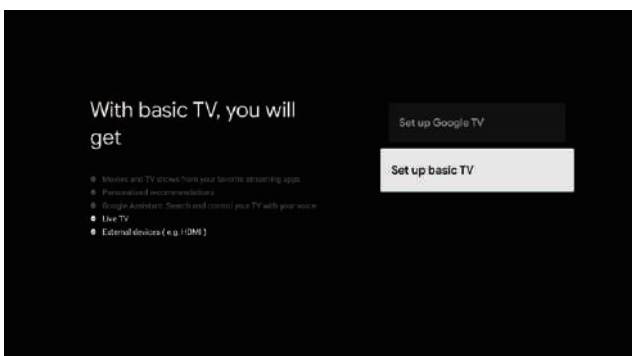 With basic TV, you will
get
Movies and TV shows from your favorite streaming apps
Personalized recommendations
Google Assistant: Search and control your TV with your voice
Live TV
External devices ( e.g. HDMI )
Set up Google TV
Set up basic TV